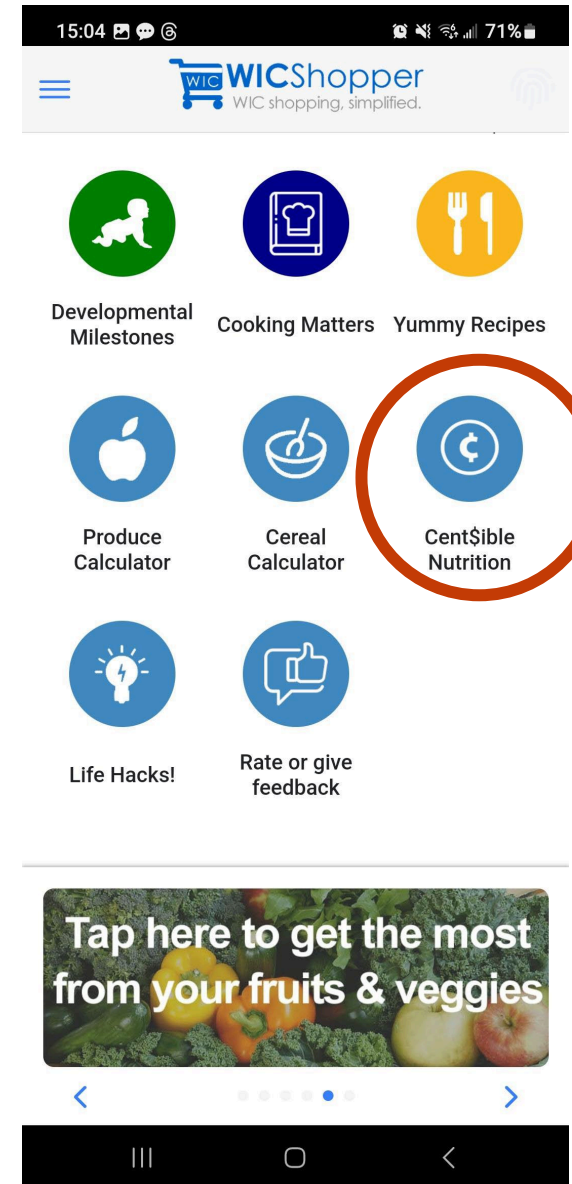 15:04
71%
WIC
WICShopper
WIC shopping, simplified.
Developmental
Milestones
Cooking Matters
Yummy Recipes
Produce
Calculator
Cereal
Calculator
¢
Cent$ible
Nutrition
Life Hacks!
Rate or give
feedback
Tap here to get the most
from your fruits & veggies